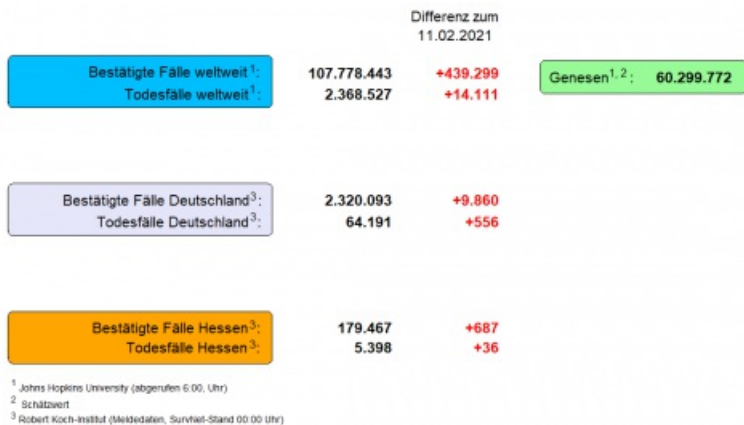 Differenz zum
11.02.2021
Bestätigte Fälle weltweit¹: 107.778.443 +439.299 Genesen¹,²: 60.299.772
Todesfälle weltweit¹: 2.368.527 +14.111
Bestätigte Fälle Deutschland³: 2.320.093 +9.860
Todesfälle Deutschland³: 64.191 +556
Bestätigte Fälle Hessen³: 179.467 +687
Todesfälle Hessen³: 5.398 +36
¹ Johns Hopkins University (abgerufen 6:00, Uhr)
² Schätzwert
³ Robert Koch-Institut (Meldedaten, SurvNet-Stand 00:00 Uhr)